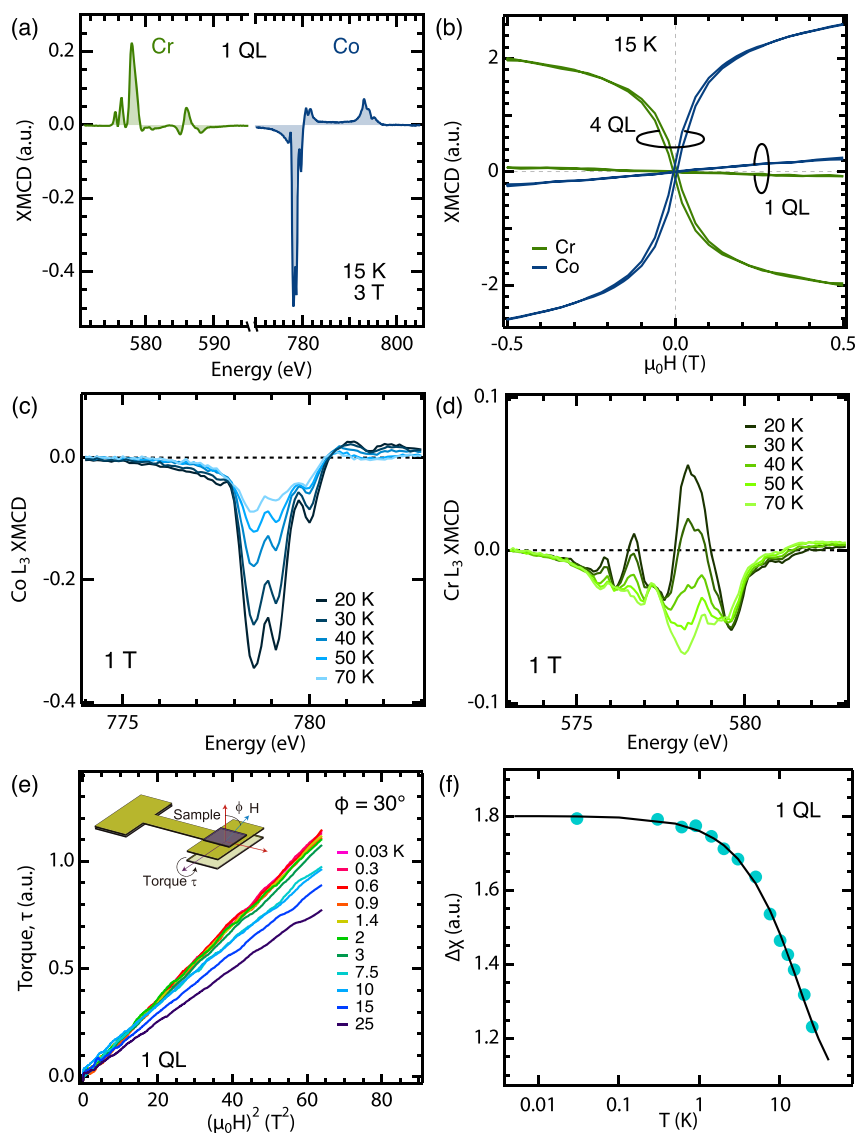 (a)
Cr
1 QL
Co
0.2
0.0
-0.2
-0.4
XMCD (a.u.)
15 K
3 T
580
590
780
800
Energy (eV)
(b)
15 K
2
0
-2
XMCD (a.u.)
4 QL
1 QL
Cr
Co
-0.5
0.0
0.5
μ₀H (T)
(c)
0.0
-0.2
-0.4
Co L₃ XMCD
20 K
30 K
40 K
50 K
70 K
1 T
775
780
Energy (eV)
(d)
0.1
0.0
-0.1
Cr L₃ XMCD
20 K
30 K
40 K
50 K
70 K
1 T
575
580
Energy (eV)
(e)
ϕ = 30°
Sample
ϕ
H
Torque τ
1.0
0.5
0.0
Torque, τ (a.u.)
0.03 K
0.3
0.6
0.9
1.4
2
3
7.5
10
15
25
1 QL
0
20
40
60
80
(μ₀H)² (T²)
(f)
1 QL
1.8
1.6
1.4
1.2
Δχ (a.u.)
0.01
0.1
1
10
T (K)